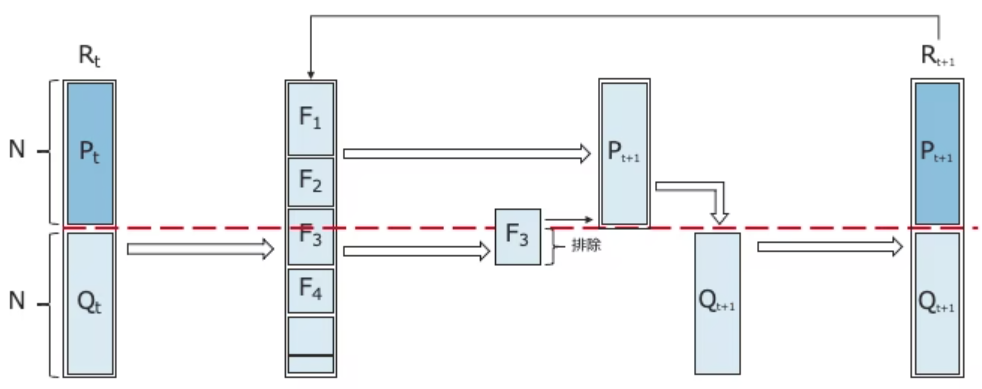 Rt
Rt+1
N
Pt
F1
Pt+1
Pt+1
F2
F3
F3
排除
N
Qt
F4
Qt+1
Qt+1